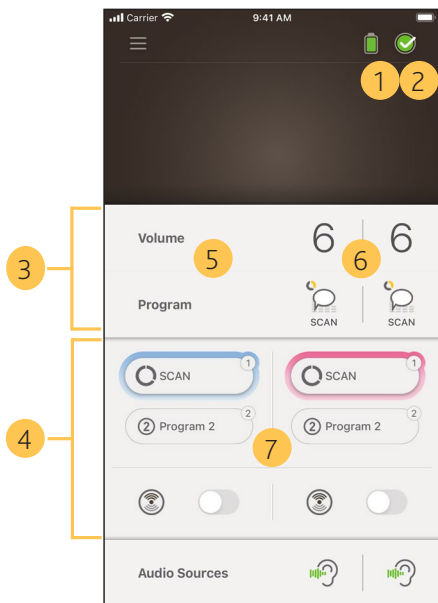 Carrier 9:41 AM
1 2
3
Volume 5 6 6 6
Program
SCAN SCAN
4
SCAN 1 SCAN 1
2 Program 2 2 2 Program 2 2
7
Audio Sources